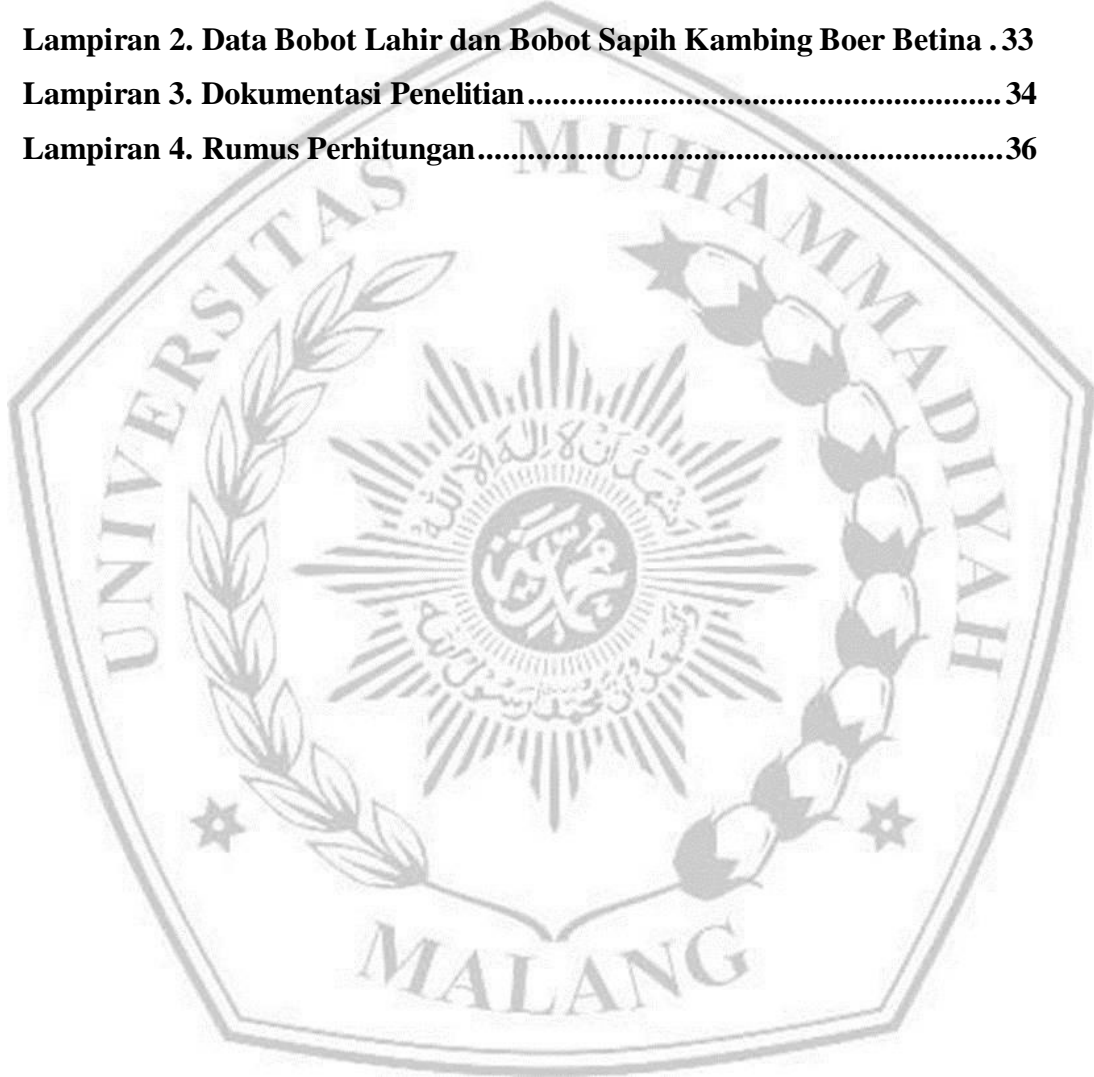 Lampiran 2. Data Bobot Lahir dan Bobot Sapih Kambing Boer Betina . 33
Lampiran 3. Dokumentasi Penelitian.......................................................... 34
Lampiran 4. Rumus Perhitungan................................................................36
UNIVERSITAS MUHAMMADIYAH
MALANG